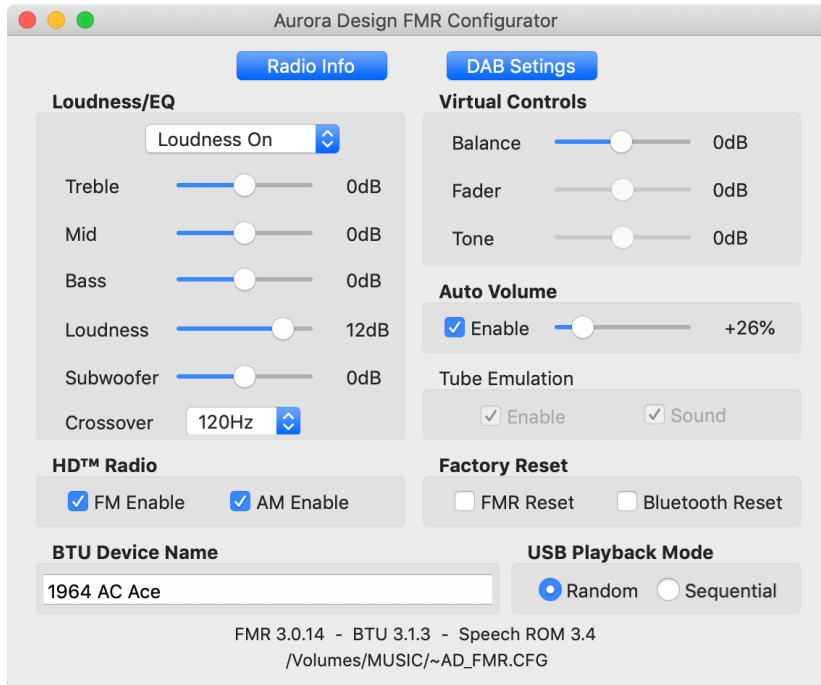 Aurora Design FMR Configurator
Radio Info
DAB Setings
Loudness/EQ
Loudness On
Treble 0dB
Mid 0dB
Bass 0dB
Loudness 12dB
Subwoofer 0dB
Crossover 120Hz
Virtual Controls
Balance 0dB
Fader 0dB
Tone 0dB
Auto Volume
Enable +26%
Tube Emulation
Enable Sound
HD™ Radio
FM Enable AM Enable
Factory Reset
FMR Reset Bluetooth Reset
BTU Device Name
1964 AC Ace
USB Playback Mode
Random Sequential
FMR 3.0.14 - BTU 3.1.3 - Speech ROM 3.4
/Volumes/MUSIC/~AD_FMR.CFG